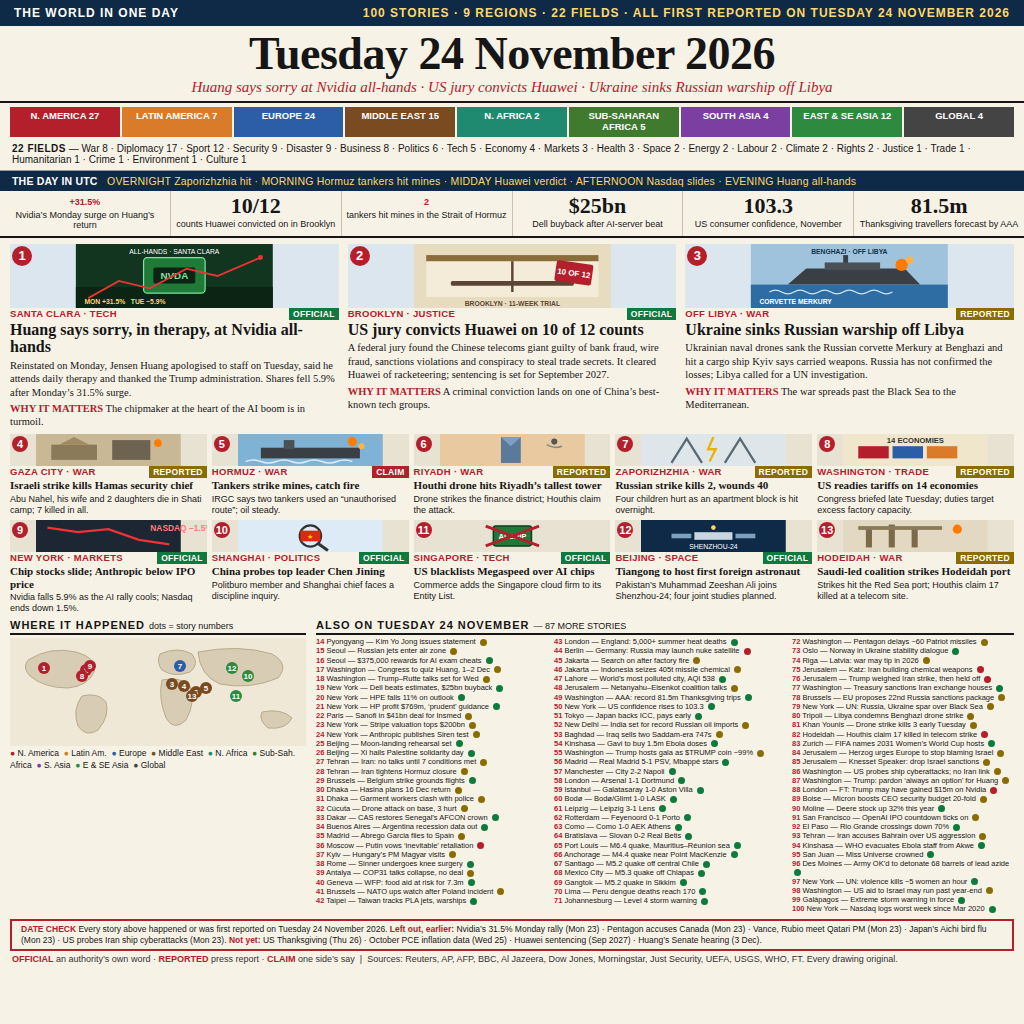 THE WORLD IN ONE DAY
100 STORIES · 9 REGIONS · 22 FIELDS · ALL FIRST REPORTED ON TUESDAY 24 NOVEMBER 2026
Tuesday 24 November 2026
Huang says sorry at Nvidia all-hands · US jury convicts Huawei · Ukraine sinks Russian warship off Libya
N. AMERICA 27
LATIN AMERICA 7
EUROPE 24
MIDDLE EAST 15
N. AFRICA 2
SUB-SAHARAN
AFRICA 5
SOUTH ASIA 4
EAST & SE ASIA 12
GLOBAL 4
22 FIELDS — War 8 · Diplomacy 17 · Sport 12 · Security 9 · Disaster 9 · Business 8 · Politics 6 · Tech 5 · Economy 4 · Markets 3 · Health 3 · Space 2 · Energy 2 · Labour 2 · Climate 2 · Rights 2 · Justice 1 · Trade 1 ·
Humanitarian 1 · Crime 1 · Environment 1 · Culture 1
THE DAY IN UTC OVERNIGHT Zaporizhzhia hit · MORNING Hormuz tankers hit mines · MIDDAY Huawei verdict · AFTERNOON Nasdaq slides · EVENING Huang all-hands
+31.5%
Nvidia's Monday surge on Huang's
return
10/12
counts Huawei convicted on in Brooklyn
2
tankers hit mines in the Strait of Hormuz
$25bn
Dell buyback after AI-server beat
103.3
US consumer confidence, November
81.5m
Thanksgiving travellers forecast by AAA
1
ALL-HANDS · SANTA CLARA
NVDA
MON +31.5% TUE −5.9%
SANTA CLARA · TECH
OFFICIAL
Huang says sorry, in therapy, at Nvidia all-
hands
Reinstated on Monday, Jensen Huang apologised to staff on Tuesday, said he
attends daily therapy and thanked the Trump administration. Shares fell 5.9%
after Monday's 31.5% surge.
WHY IT MATTERS The chipmaker at the heart of the AI boom is in
turmoil.
2
10 OF 12
BROOKLYN · 11-WEEK TRIAL
BROOKLYN · JUSTICE
OFFICIAL
US jury convicts Huawei on 10 of 12 counts
A federal jury found the Chinese telecoms giant guilty of bank fraud, wire
fraud, sanctions violations and conspiracy to steal trade secrets. It cleared
Huawei of racketeering; sentencing is set for September 2027.
WHY IT MATTERS A criminal conviction lands on one of China's best-
known tech groups.
3
BENGHAZI · OFF LIBYA
CORVETTE MERKURY
OFF LIBYA · WAR
REPORTED
Ukraine sinks Russian warship off Libya
Ukrainian naval drones sank the Russian corvette Merkury at Benghazi and
hit a cargo ship Kyiv says carried weapons. Russia has not confirmed the
losses; Libya called for a UN investigation.
WHY IT MATTERS The war spreads past the Black Sea to the
Mediterranean.
4
GAZA CITY · WAR
REPORTED
Israeli strike kills Hamas security chief
Abu Nahel, his wife and 2 daughters die in Shati
camp; 7 killed in all.
5
HORMUZ · WAR
CLAIM
Tankers strike mines, catch fire
IRGC says two tankers used an “unauthorised
route”; oil steady.
6
RIYADH · WAR
REPORTED
Houthi drone hits Riyadh's tallest tower
Drone strikes the finance district; Houthis claim
the attack.
7
ZAPORIZHZHIA · WAR
REPORTED
Russian strike kills 2, wounds 40
Four children hurt as an apartment block is hit
overnight.
8
14 ECONOMIES
WASHINGTON · TRADE
REPORTED
US readies tariffs on 14 economies
Congress briefed late Tuesday; duties target
excess factory capacity.
9
NASDAQ −1.5
NEW YORK · MARKETS
OFFICIAL
Chip stocks slide; Anthropic below IPO
price
Nvidia falls 5.9% as the AI rally cools; Nasdaq
ends down 1.5%.
10
SHANGHAI · POLITICS
OFFICIAL
China probes top leader Chen Jining
Politburo member and Shanghai chief faces a
discipline inquiry.
11
SINGAPORE · TECH
OFFICIAL
US blacklists Megaspeed over AI chips
Commerce adds the Singapore cloud firm to its
Entity List.
12
SHENZHOU-24
BEIJING · SPACE
OFFICIAL
Tiangong to host first foreign astronaut
Pakistan's Muhammad Zeeshan Ali joins
Shenzhou-24; four joint studies planned.
13
HODEIDAH · WAR
REPORTED
Saudi-led coalition strikes Hodeidah port
Strikes hit the Red Sea port; Houthis claim 17
killed at a telecom site.
WHERE IT HAPPENED dots = story numbers
1
9
8
7
3
4
5
13
12
10
11
N. America Latin Am. Europe Middle East N. Africa Sub-Sah.
Africa S. Asia E & SE Asia Global
ALSO ON TUESDAY 24 NOVEMBER — 87 MORE STORIES
14 Pyongyang — Kim Yo Jong issues statement
15 Seoul — Russian jets enter air zone
16 Seoul — $375,000 rewards for AI exam cheats
17 Washington — Congress to quiz Huang, 1–2 Dec
18 Washington — Trump–Rutte talks set for Wed
19 New York — Dell beats estimates, $25bn buyback
20 New York — HPE falls 11% on outlook
21 New York — HP profit $769m, 'prudent' guidance
22 Paris — Sanofi in $41bn deal for Insmed
23 New York — Stripe valuation tops $200bn
24 New York — Anthropic publishes Siren test
25 Beijing — Moon-landing rehearsal set
26 Beijing — Xi hails Palestine solidarity day
27 Tehran — Iran: no talks until 7 conditions met
28 Tehran — Iran tightens Hormuz closure
29 Brussels — Belgium strike grounds flights
30 Dhaka — Hasina plans 16 Dec return
31 Dhaka — Garment workers clash with police
32 Cúcuta — Drone attack on base, 3 hurt
33 Dakar — CAS restores Senegal's AFCON crown
34 Buenos Aires — Argentina recession data out
35 Madrid — Abrego Garcia flies to Spain
36 Moscow — Putin vows 'inevitable' retaliation
37 Kyiv — Hungary's PM Magyar visits
38 Rome — Sinner undergoes knee surgery
39 Antalya — COP31 talks collapse, no deal
40 Geneva — WFP: food aid at risk for 7.3m
41 Brussels — NATO ups watch after Poland incident
42 Taipei — Taiwan tracks PLA jets, warships
43 London — England: 5,000+ summer heat deaths
44 Berlin — Germany: Russia may launch nuke satellite
45 Jakarta — Search on after factory fire
46 Jakarta — Indonesia seizes 405t missile chemical
47 Lahore — World's most polluted city, AQI 538
48 Jerusalem — Netanyahu–Eisenkot coalition talks
49 Washington — AAA: record 81.5m Thanksgiving trips
50 New York — US confidence rises to 103.3
51 Tokyo — Japan backs ICC, pays early
52 New Delhi — India set for record Russian oil imports
53 Baghdad — Iraq sells two Saddam-era 747s
54 Kinshasa — Gavi to buy 1.5m Ebola doses
55 Washington — Trump hosts gala as $TRUMP coin −99%
56 Madrid — Real Madrid 5-1 PSV, Mbappé stars
57 Manchester — City 2-2 Napoli
58 London — Arsenal 1-1 Dortmund
59 Istanbul — Galatasaray 1-0 Aston Villa
60 Bodø — Bodø/Glimt 1-0 LASK
61 Leipzig — Leipzig 3-1 Lens
62 Rotterdam — Feyenoord 0-1 Porto
63 Como — Como 1-0 AEK Athens
64 Bratislava — Slovan 0-2 Real Betis
65 Port Louis — M6.4 quake, Mauritius–Réunion sea
66 Anchorage — M4.4 quake near Point MacKenzie
67 Santiago — M5.2 quake off central Chile
68 Mexico City — M5.3 quake off Chiapas
69 Gangtok — M5.2 quake in Sikkim
70 Lima — Peru dengue deaths reach 170
71 Johannesburg — Level 4 storm warning
72 Washington — Pentagon delays ~60 Patriot missiles
73 Oslo — Norway in Ukraine stability dialogue
74 Riga — Latvia: war may tip in 2026
75 Jerusalem — Katz: Iran building chemical weapons
76 Jerusalem — Trump weighed Iran strike, then held off
77 Washington — Treasury sanctions Iran exchange houses
78 Brussels — EU proposes 22nd Russia sanctions package
79 New York — UN: Russia, Ukraine spar over Black Sea
80 Tripoli — Libya condemns Benghazi drone strike
81 Khan Younis — Drone strike kills 3 early Tuesday
82 Hodeidah — Houthis claim 17 killed in telecom strike
83 Zurich — FIFA names 2031 Women's World Cup hosts
84 Jerusalem — Herzog urges Europe to stop blaming Israel
85 Jerusalem — Knesset Speaker: drop Israel sanctions
86 Washington — US probes ship cyberattacks; no Iran link
87 Washington — Trump: pardon 'always an option' for Huang
88 London — FT: Trump may have gained $15m on Nvidia
89 Boise — Micron boosts CEO security budget 20-fold
90 Moline — Deere stock up 32% this year
91 San Francisco — OpenAI IPO countdown ticks on
92 El Paso — Rio Grande crossings down 70%
93 Tehran — Iran accuses Bahrain over US aggression
94 Kinshasa — WHO evacuates Ebola staff from Akwe
95 San Juan — Miss Universe crowned
96 Des Moines — Army OK'd to detonate 68 barrels of lead azide
97 New York — UN: violence kills ~5 women an hour
98 Washington — US aid to Israel may run past year-end
99 Galápagos — Extreme storm warning in force
100 New York — Nasdaq logs worst week since Mar 2020
DATE CHECK Every story above happened or was first reported on Tuesday 24 November 2026. Left out, earlier: Nvidia's 31.5% Monday rally (Mon 23) · Pentagon accuses Canada (Mon 23) · Vance, Rubio meet Qatari PM (Mon 23) · Japan's Aichi bird flu
(Mon 23) · US probes Iran ship cyberattacks (Mon 23). Not yet: US Thanksgiving (Thu 26) · October PCE inflation data (Wed 25) · Huawei sentencing (Sep 2027) · Huang's Senate hearing (3 Dec).
OFFICIAL an authority's own word · REPORTED press report · CLAIM one side's say | Sources: Reuters, AP, AFP, BBC, Al Jazeera, Dow Jones, Morningstar, Just Security, UEFA, USGS, WHO, FT. Every drawing original.